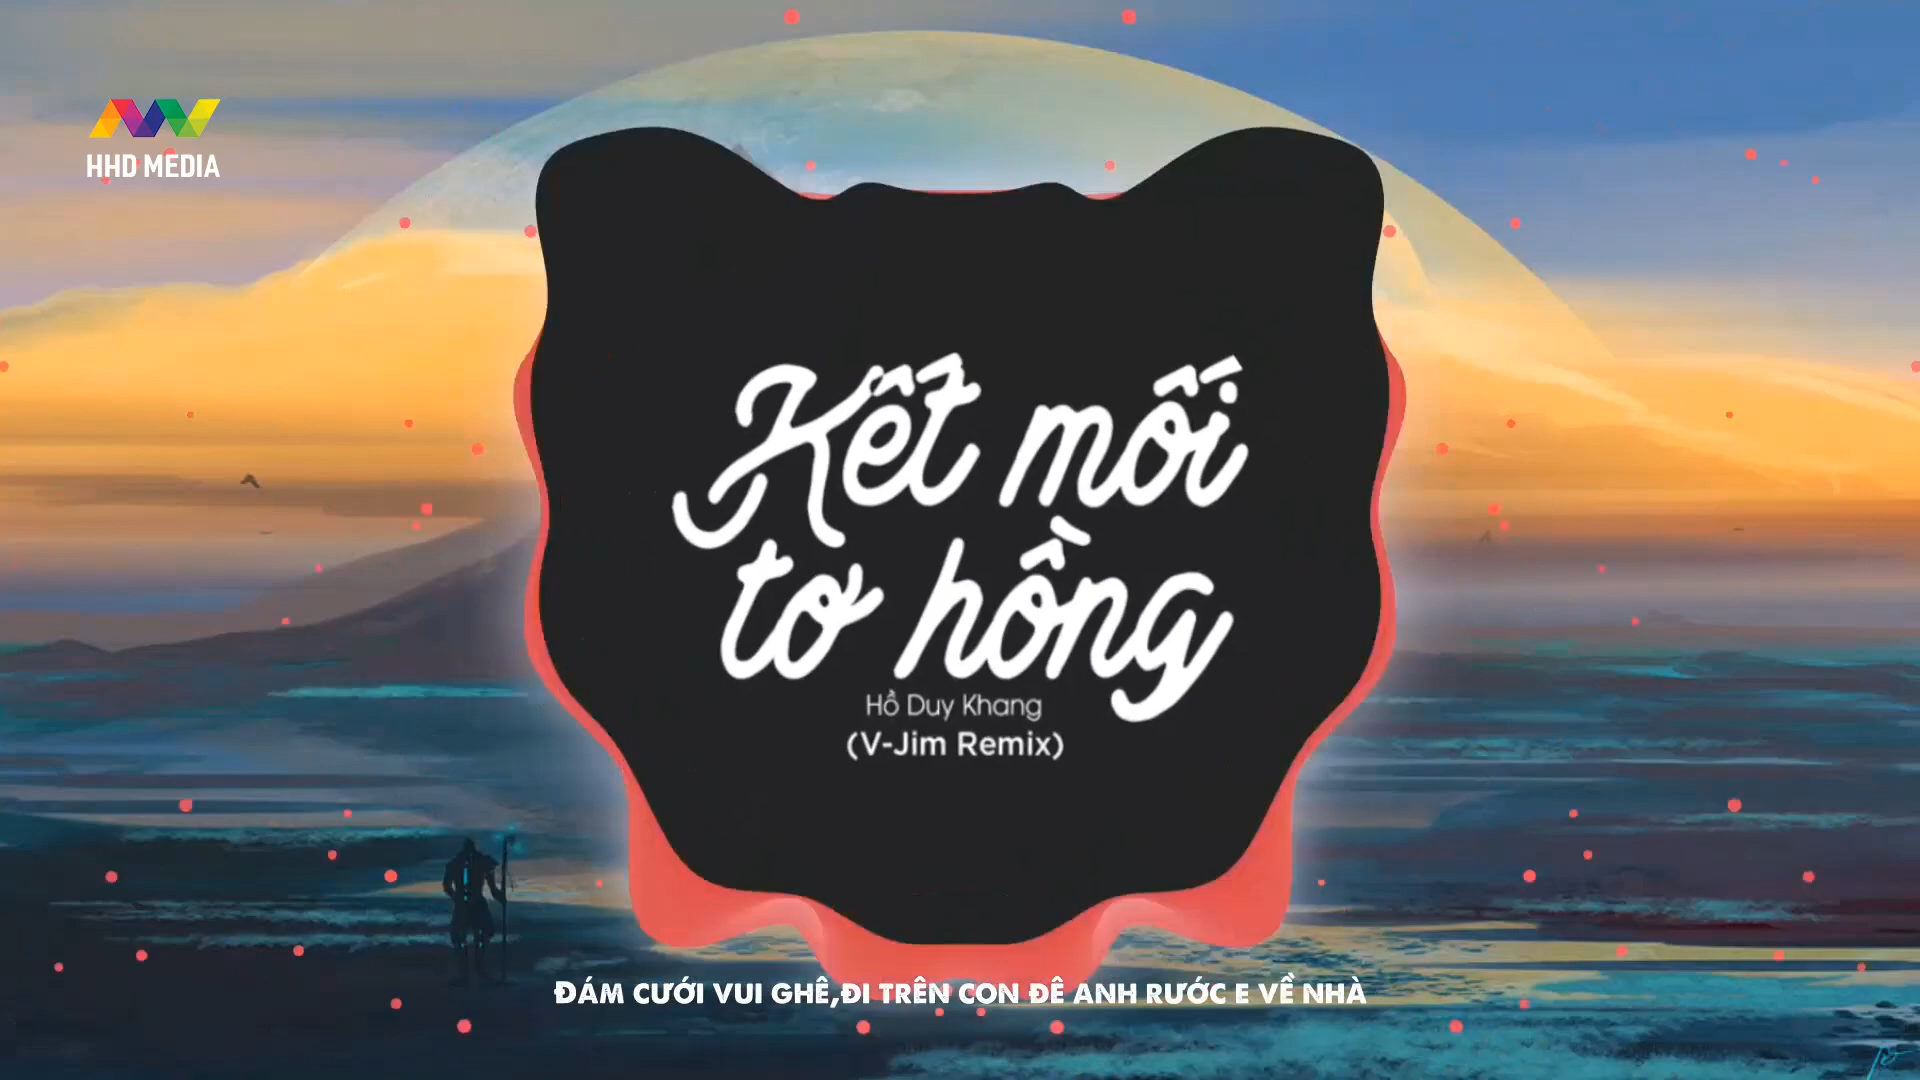 HHD MEDIA
Kết mối
tơ hồng
Hồ Duy Khang
(V-Jim Remix)
ĐÁM CƯỚI VUI GHÊ,ĐI TRÊN CON ĐÊ ANH RƯỚC E VỀ NHÀ